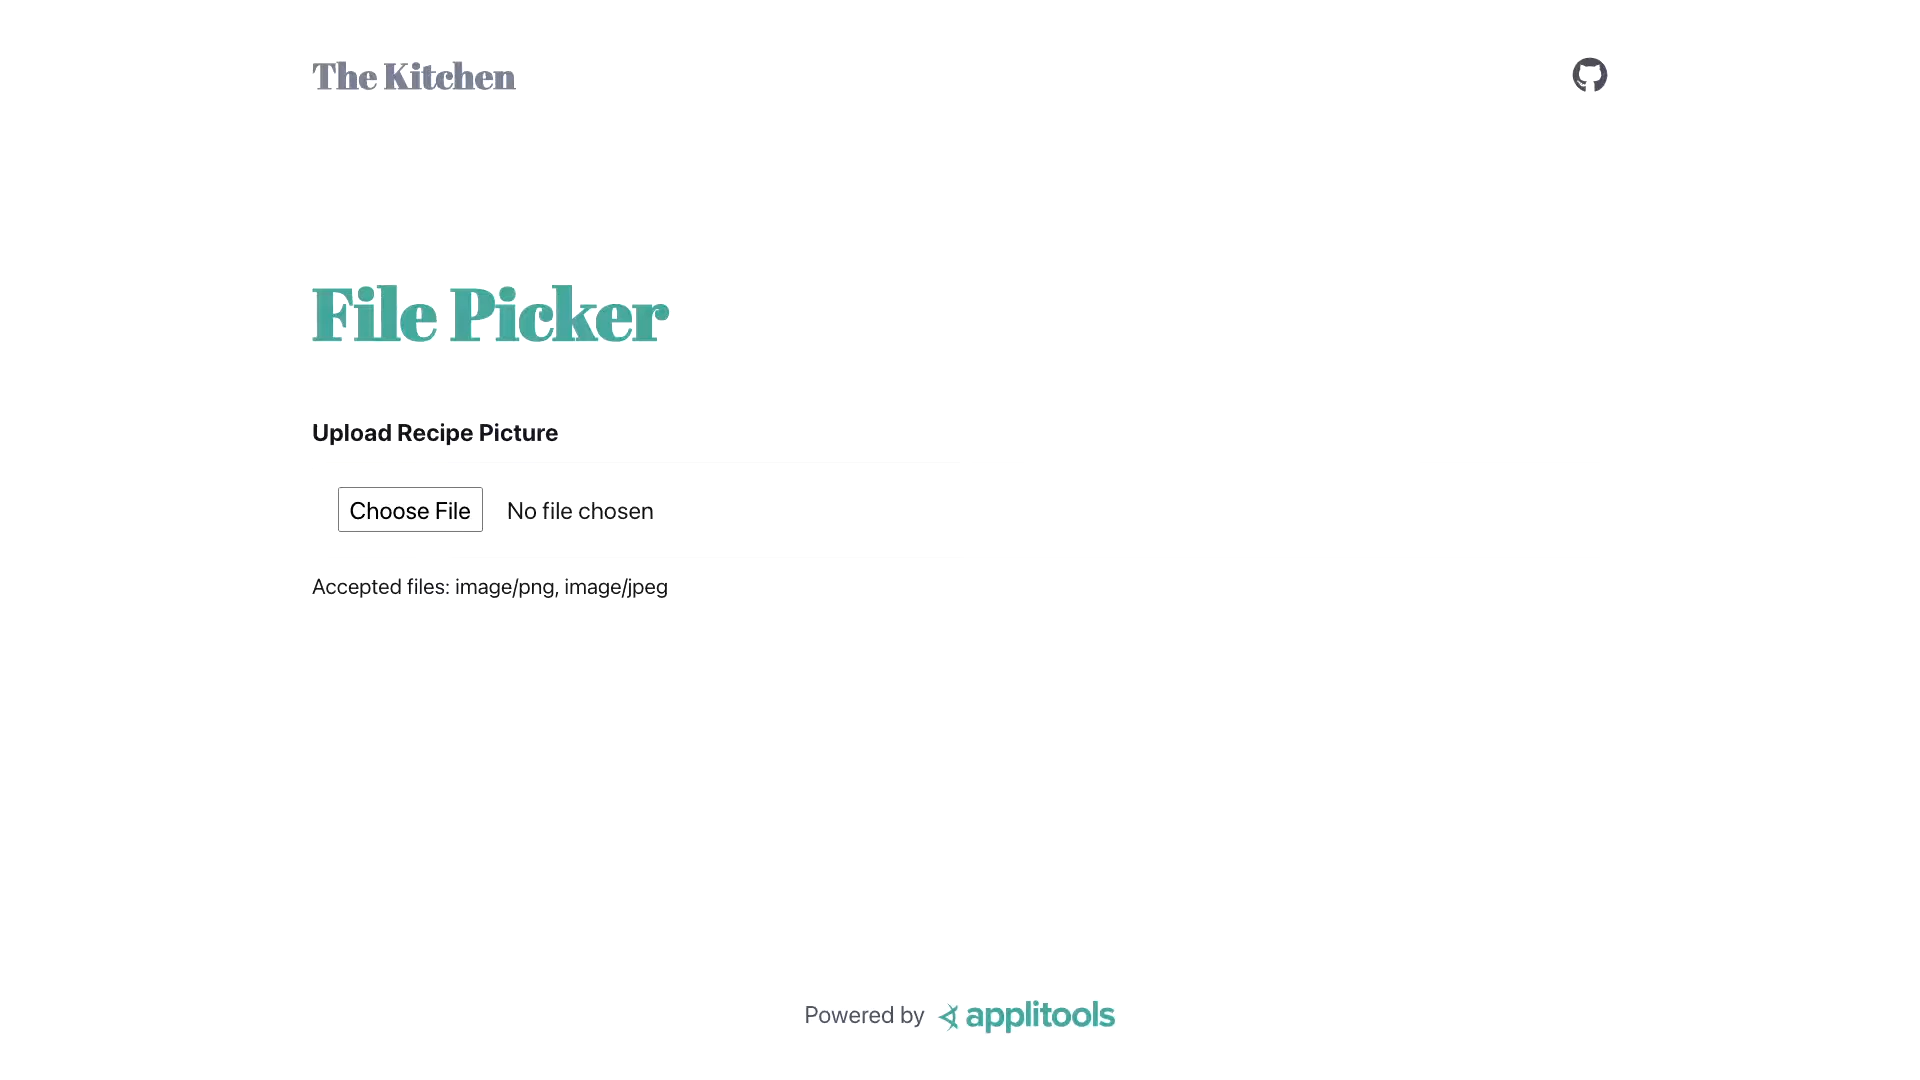 The Kitchen
File Picker
Upload Recipe Picture
Choose File No file chosen
Accepted files: image/png, image/jpeg
Powered by applitools